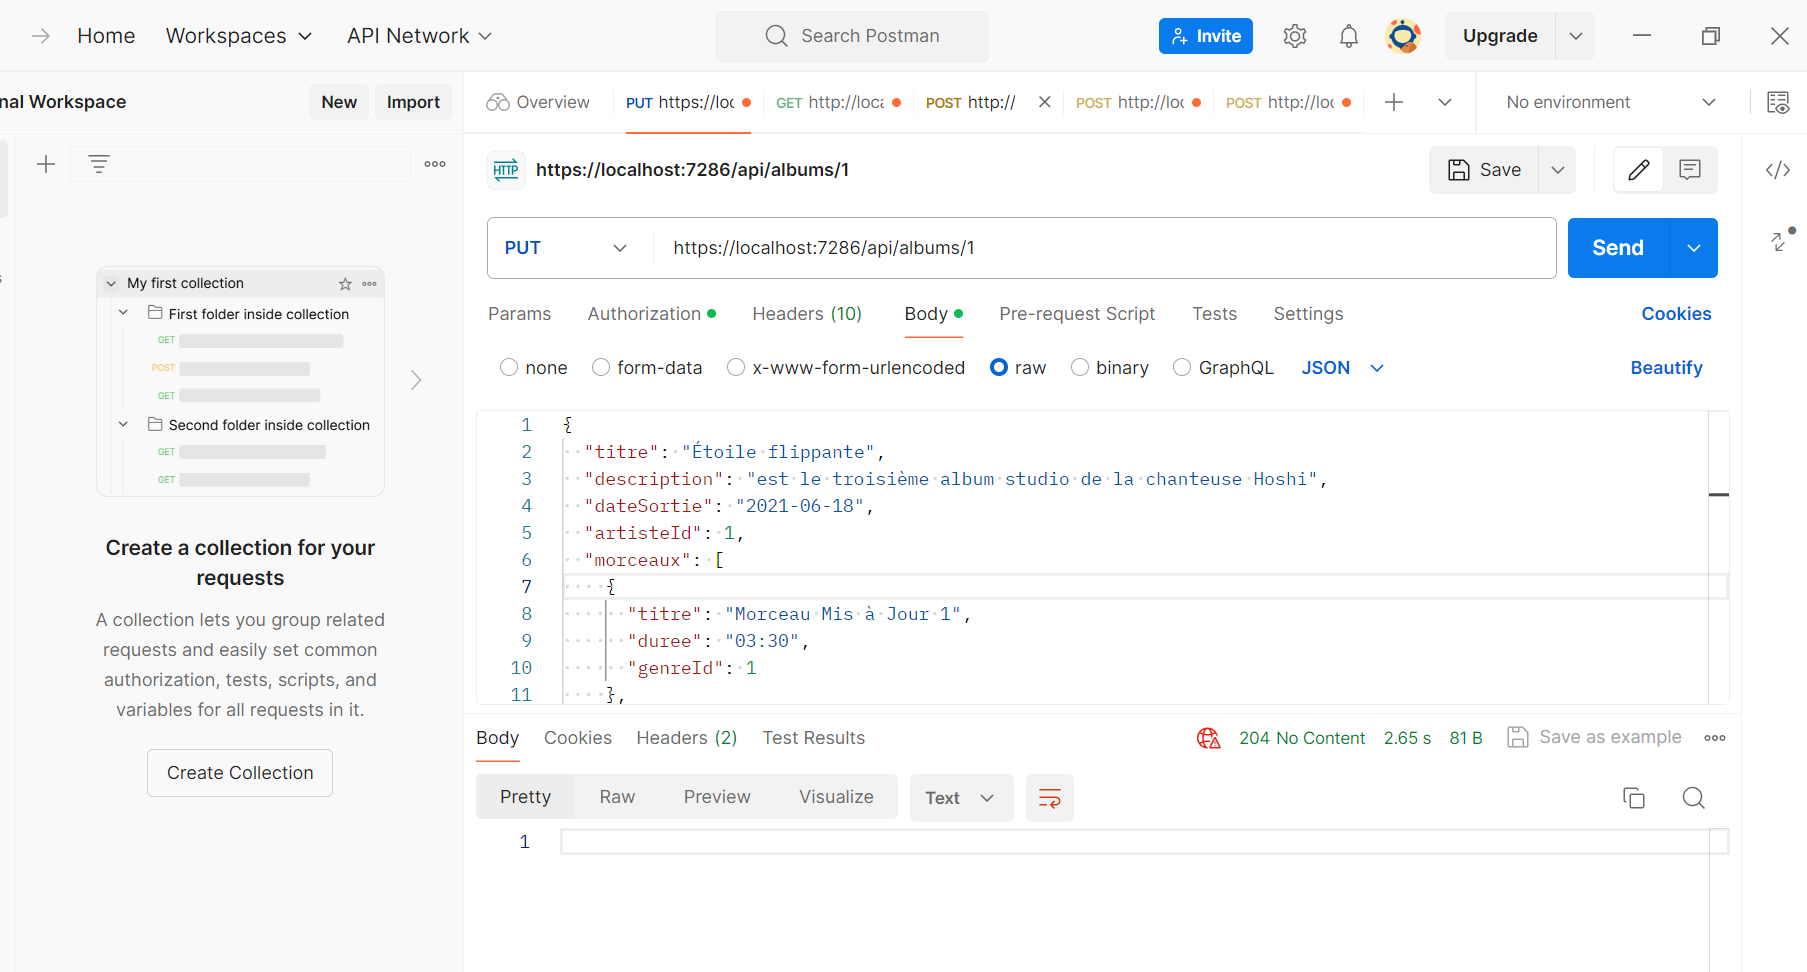 Home Workspaces API Network Search Postman Invite Upgrade
nal Workspace New Import
Overview PUT https://loc GET http://loca POST http:// POST http://loc POST http://loc No environment
HTTP https://localhost:7286/api/albums/1 Save
PUT https://localhost:7286/api/albums/1 Send
Params Authorization Headers (10) Body Pre-request Script Tests Settings Cookies
none form-data x-www-form-urlencoded raw binary GraphQL JSON Beautify
1 {
2 "titre": "Étoile flippante",
3 "description": "est le troisième album studio de la chanteuse Hoshi",
4 "dateSortie": "2021-06-18",
5 "artisteId": 1,
6 "morceaux": [
7 {
8 "titre": "Morceau Mis à Jour 1",
9 "duree": "03:30",
10 "genreId": 1
11 },
My first collection
First folder inside collection
GET
POST
GET
Second folder inside collection
GET
GET
Create a collection for your
requests
A collection lets you group related
requests and easily set common
authorization, tests, scripts, and
variables for all requests in it.
Create Collection
Body Cookies Headers (2) Test Results 204 No Content 2.65 s 81 B Save as example
Pretty Raw Preview Visualize Text
1